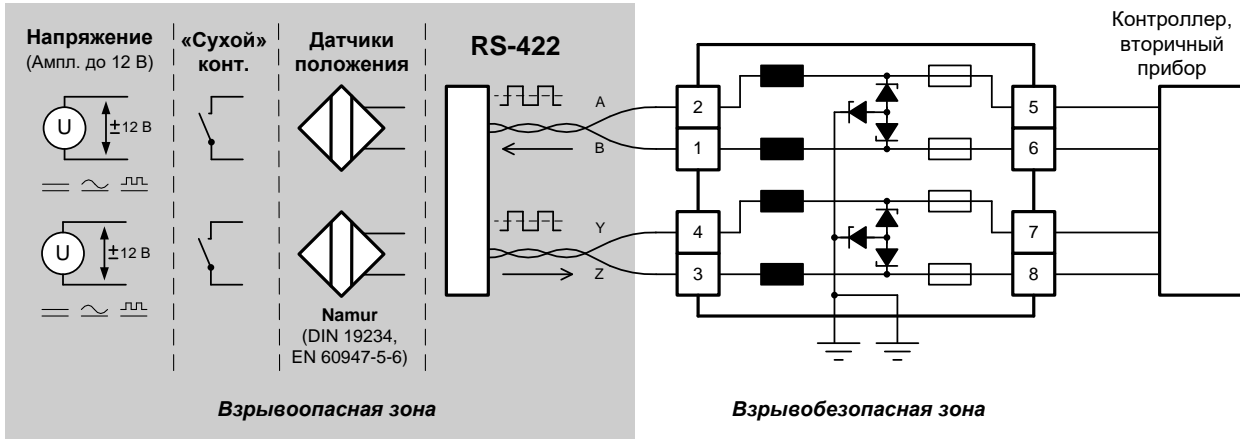 Напряжение
(Ампл. до 12 В)
«Сухой»
конт.
Датчики
положения
RS-422
Контроллер,
вторичный
прибор
U
±12 В
U
±12 В
Namur
(DIN 19234,
EN 60947-5-6)
A
B
Y
Z
2
1
4
3
5
6
7
8
Взрывоопасная зона
Взрывобезопасная зона